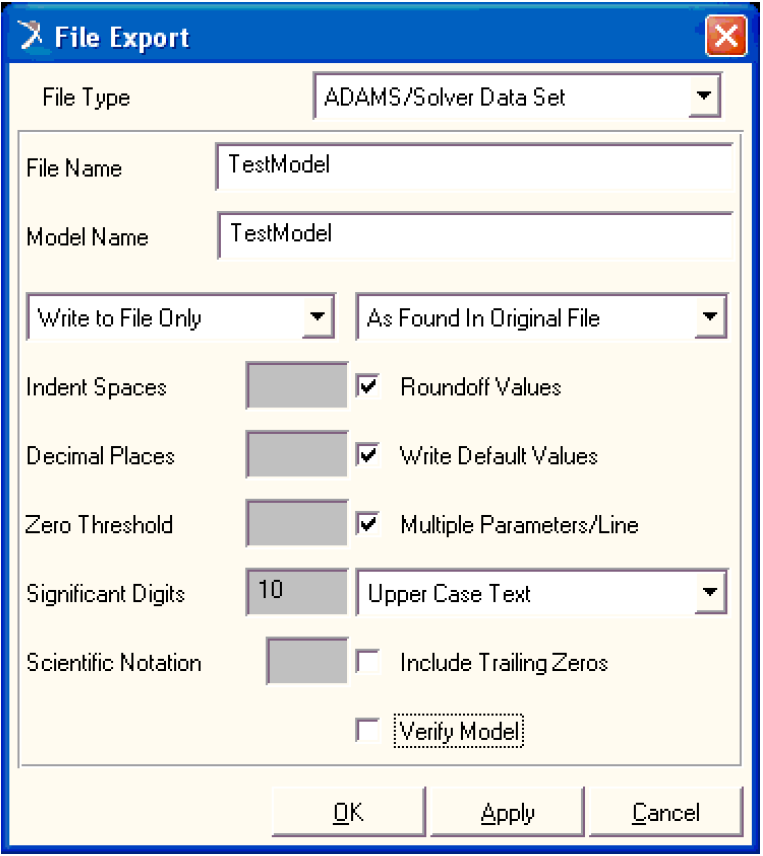 File Export
File Type ADAMS/Solver Data Set
File Name TestModel
Model Name TestModel
Write to File Only As Found In Original File
Indent Spaces Roundoff Values
Decimal Places Write Default Values
Zero Threshold Multiple Parameters/Line
Significant Digits 10 Upper Case Text
Scientific Notation Include Trailing Zeros
Verify Model
OK Apply Cancel